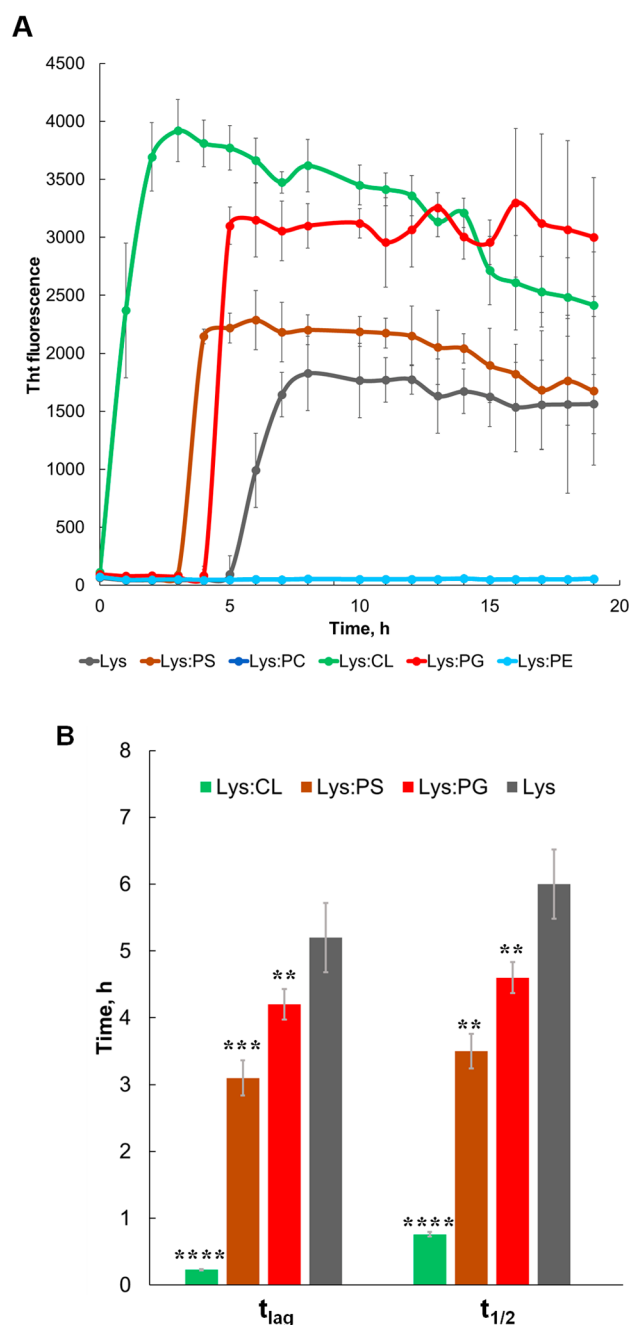 A
4500
4000
3500
3000
2500
2000
1500
1000
500
0
Tht fluorescence
0 5 10 15 20
Time, h
Lys Lys:PS Lys:PC Lys:CL Lys:PG Lys:PE
B
8
7
6
5
4
3
2
1
0
Time, h
Lys:CL Lys:PS Lys:PG Lys
**** *** ** **** ** **
tlag t1/2